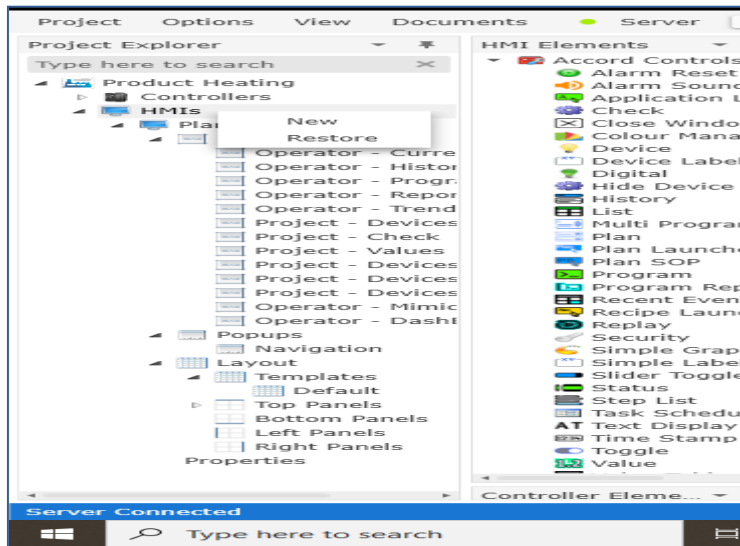 Project Options View Documents Server
Project Explorer
Type here to search
Product Heating
Controllers
HMIs
New
Restore
Operator - Curre
Operator - Histor
Operator - Progr
Operator - Repor
Operator - Trend
Project - Devices
Project - Check
Project - Values
Project - Devices
Project - Devices
Project - Devices
Operator - Mimic
Operator - Dash
Popups
Navigation
Layout
Templates
Default
Top Panels
Bottom Panels
Left Panels
Right Panels
Properties
HMI Elements
Accord Controls
Alarm Reset
Alarm Sound
Application L
Check
Close Windo
Colour Mana
Device
Device Label
Digital
Hide Device
History
List
Multi Program
Plan
Plan Launche
Plan SOP
Program
Program Rep
Recent Even
Recipe Laun
Replay
Security
Simple Grap
Simple Label
Slider Toggle
Status
Step List
Task Schedu
AT Text Display
Time Stamp
Toggle
Value
Controller Eleme...
Server Connected
Type here to search